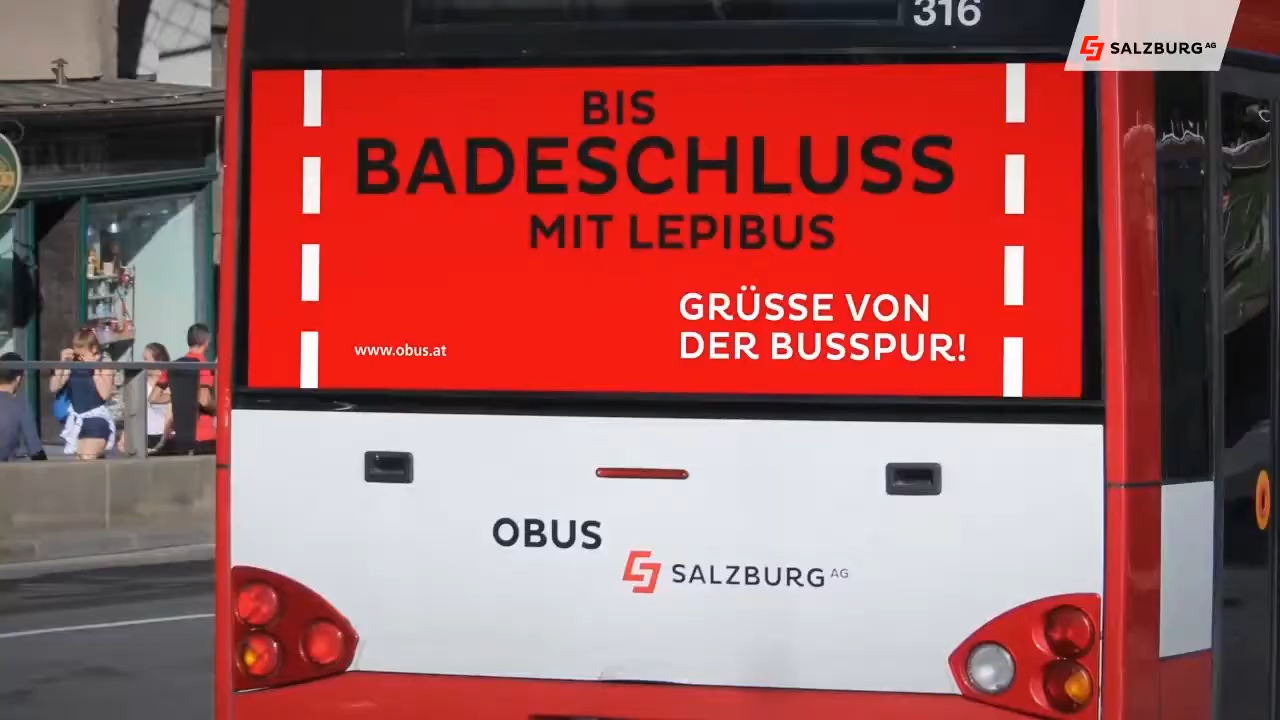 316
SALZBURG AG
BIS
BADESCHLUSS
MIT LEPIBUS
GRÜSSE VON
DER BUSSPUR!
www.obus.at
OBUS
SALZBURG AG